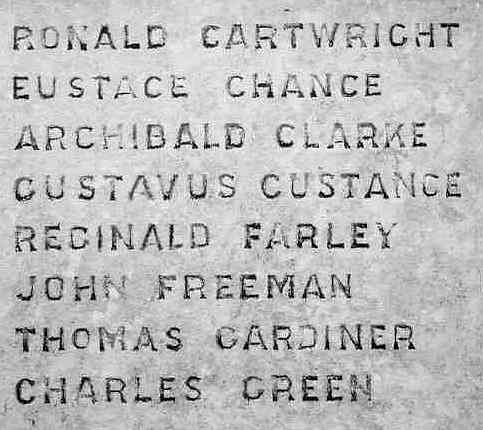 RONALD CARTWRIGHT
EUSTACE CHANCE
ARCHIBALD CLARKE
GUSTAVUS CUSTANCE
REGINALD FARLEY
JOHN FREEMAN
THOMAS GARDINER
CHARLES GREEN